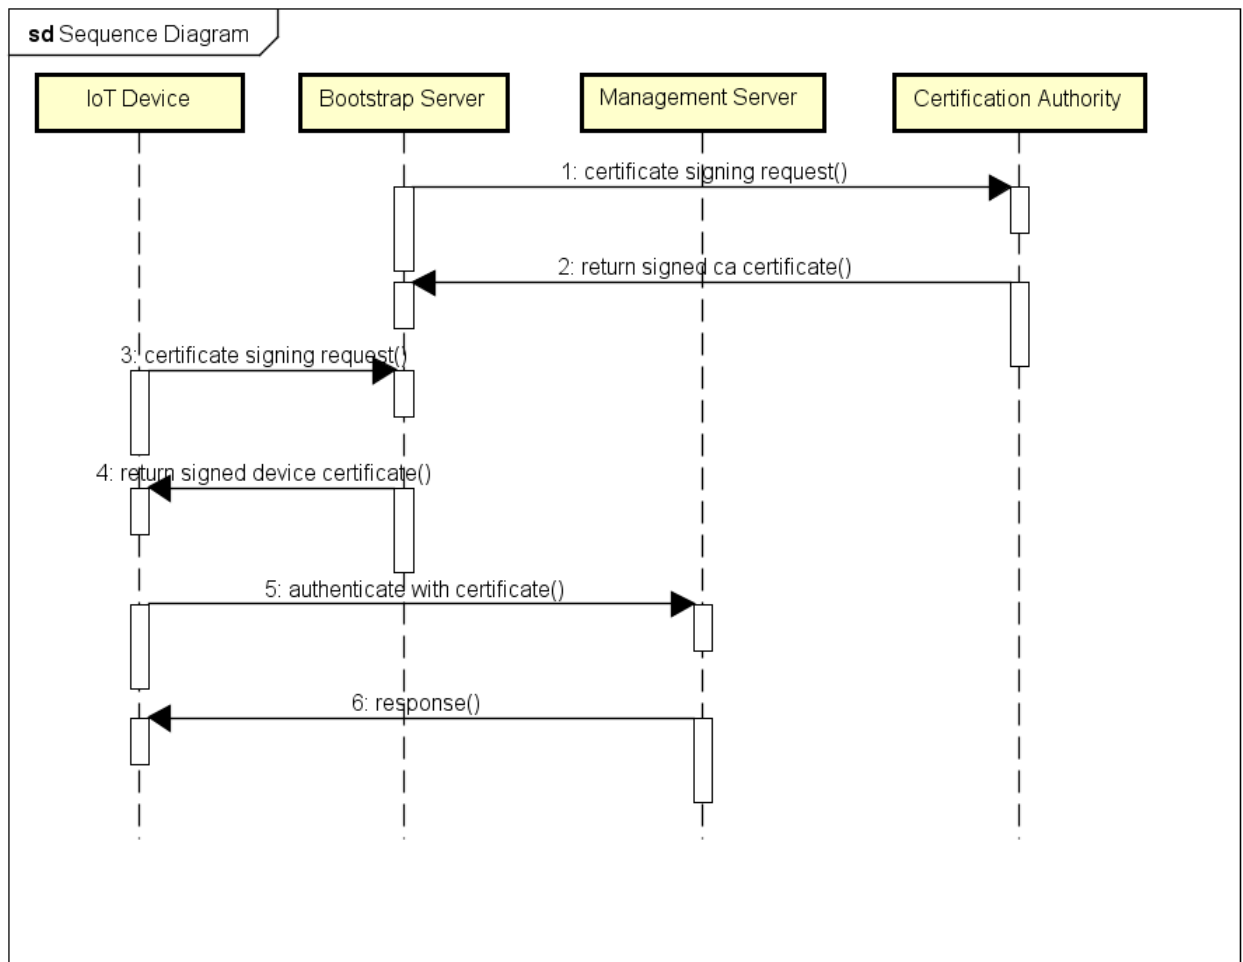 sd Sequence Diagram
IoT Device
Bootstrap Server
Management Server
Certification Authority
1: certificate signing request()
2: return signed ca certificate()
3: certificate signing request()
4: return signed device certificate()
5: authenticate with certificate()
6: response()